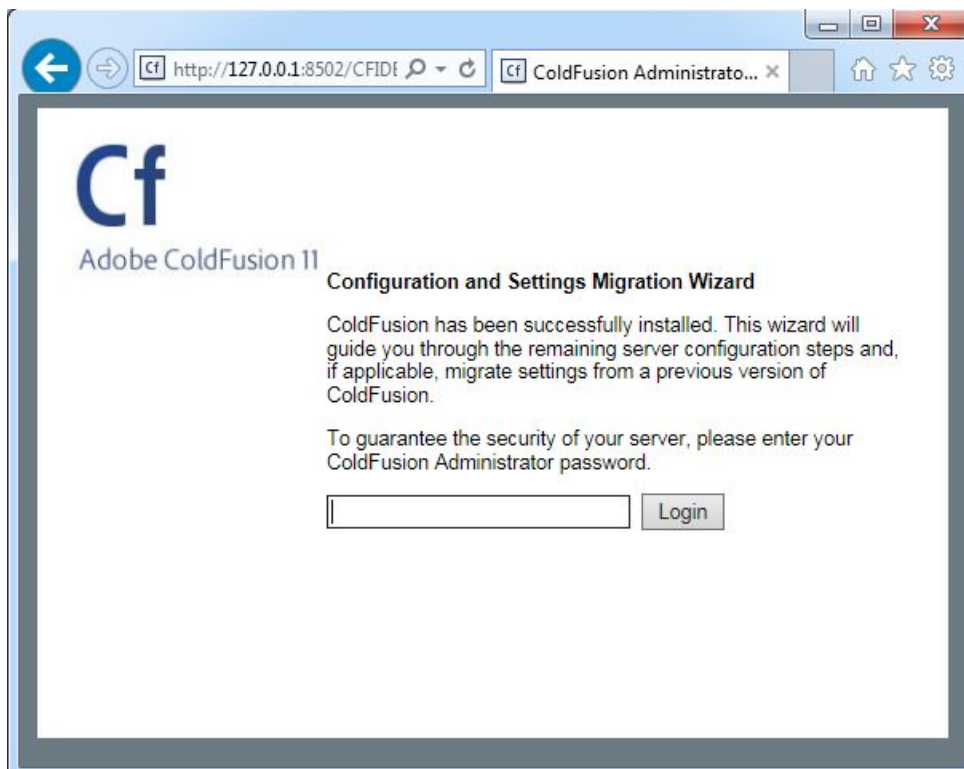 Cf http://127.0.0.1:8502/CFIDE Cf ColdFusion Administrato...
Cf
Adobe ColdFusion 11
Configuration and Settings Migration Wizard
ColdFusion has been successfully installed. This wizard will
guide you through the remaining server configuration steps and,
if applicable, migrate settings from a previous version of
ColdFusion.
To guarantee the security of your server, please enter your
ColdFusion Administrator password.
Login